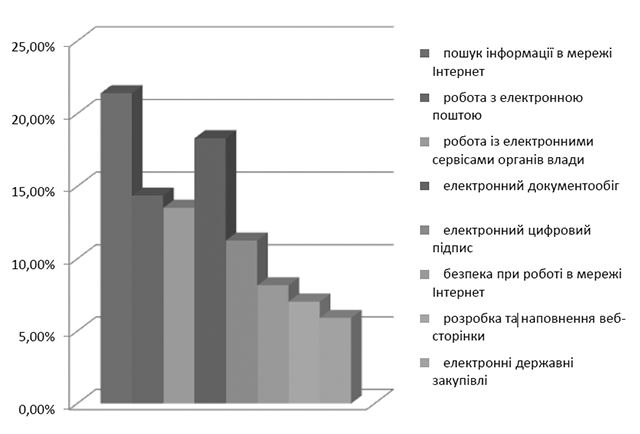 25,00%
20,00%
15,00%
10,00%
5,00%
0,00%
пошук інформації в мережі
Інтернет
робота з електронною
поштою
робота із електронними
сервісами органів влади
електронний документообіг
електронний цифровий
підпис
безпека при роботі в мережі
Інтернет
розробка та наповнення веб-
сторінки
електронні державні
закупівлі